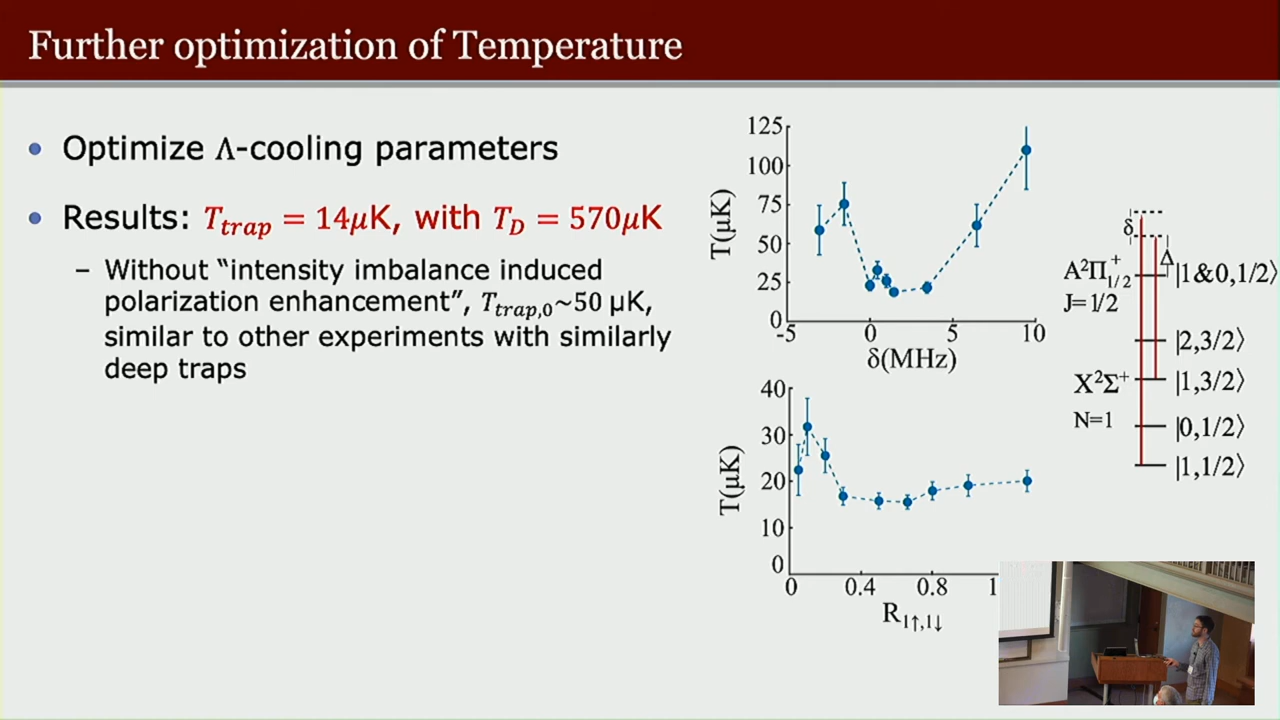 Further optimization of Temperature
• Optimize Λ-cooling parameters
• Results: T_trap = 14μK, with T_D = 570μK
– Without “intensity imbalance induced
polarization enhancement”, T_trap,0~50 μK,
similar to other experiments with similarly
deep traps
125
100
75
50
25
0
T(μK)
-5 0 5 10
δ(MHz)
40
30
20
10
0
T(μK)
0 0.4 0.8 1
R1↑,1↓
δ
Δ
A²Π⁺1/2
J=1/2
|1&0,1/2⟩
|2,3/2⟩
X²Σ⁺
|1,3/2⟩
N=1
|0,1/2⟩
|1,1/2⟩